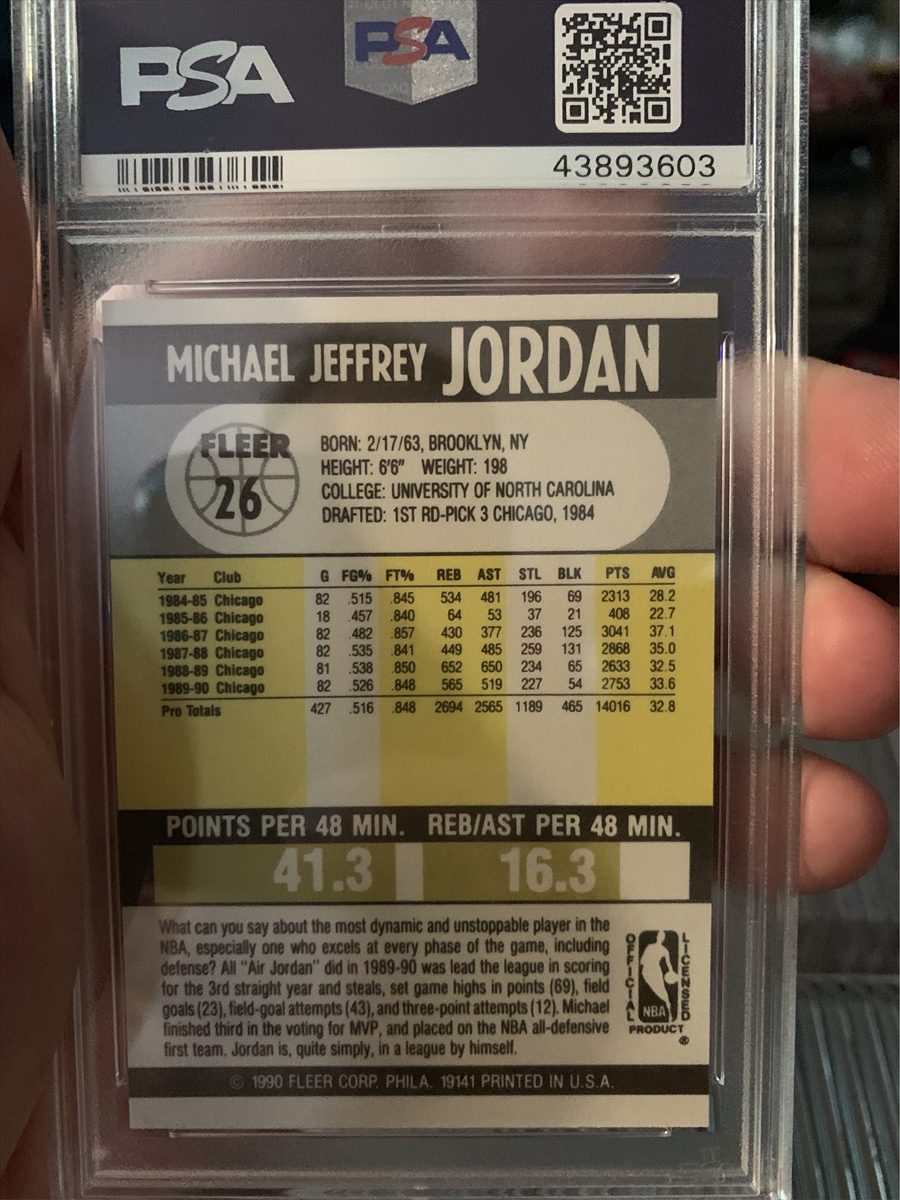 PSA
PSA
43893603
MICHAEL JEFFREY JORDAN
FLEER
26
BORN: 2/17/63, BROOKLYN, NY
HEIGHT: 6'6" WEIGHT: 198
COLLEGE: UNIVERSITY OF NORTH CAROLINA
DRAFTED: 1ST RD-PICK 3 CHICAGO, 1984
Year Club G FG% FT% REB AST STL BLK PTS AVG
1984-85 Chicago 82 .515 .845 534 481 196 69 2313 28.2
1985-86 Chicago 18 .457 .840 64 53 37 21 408 22.7
1986-87 Chicago 82 .482 .857 430 377 236 125 3041 37.1
1987-88 Chicago 82 .535 .841 449 485 259 131 2868 35.0
1988-89 Chicago 81 .538 .850 652 650 234 65 2633 32.5
1989-90 Chicago 82 .526 .848 565 519 227 54 2753 33.6
Pro Totals 427 .516 .848 2694 2565 1189 465 14016 32.8
POINTS PER 48 MIN. REB/AST PER 48 MIN.
41.3 16.3
What can you say about the most dynamic and unstoppable player in the
NBA, especially one who excels at every phase of the game, including
defense? All "Air Jordan" did in 1989-90 was lead the league in scoring
for the 3rd straight year and steals, set game highs in points (69), field
goals (23), field-goal attempts (43), and three-point attempts (12). Michael
finished third in the voting for MVP, and placed on the NBA all-defensive
first team. Jordan is, quite simply, in a league by himself.
OFFICIAL
NBA
LICENSED
PRODUCT
®
© 1990 FLEER CORP. PHILA. 19141 PRINTED IN U.S.A.